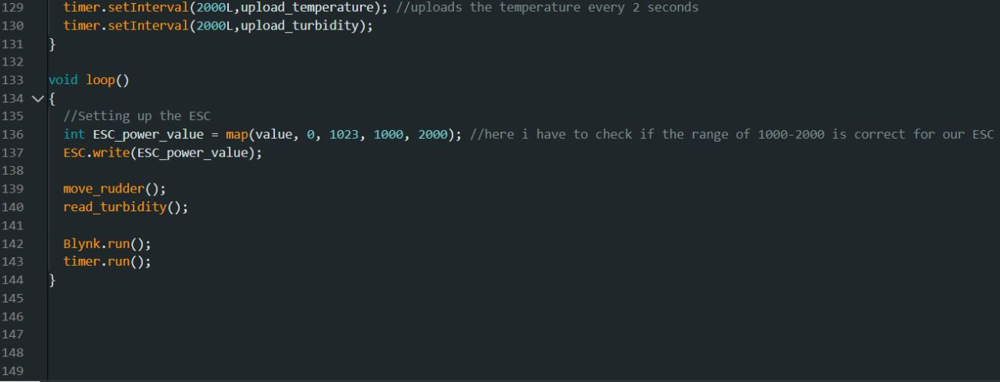 129 timer.setInterval(2000L,upload_temperature); //uploads the temperature every 2 seconds
130 timer.setInterval(2000L,upload_turbidity);
131 }
132
133 void loop()
134 {
135 //Setting up the ESC
136 int ESC_power_value = map(value, 0, 1023, 1000, 2000); //here i have to check if the range of 1000-2000 is correct for our ESC
137 ESC.write(ESC_power_value);
138
139 move_rudder();
140 read_turbidity();
141
142 Blynk.run();
143 timer.run();
144 }
145
146
147
148
149